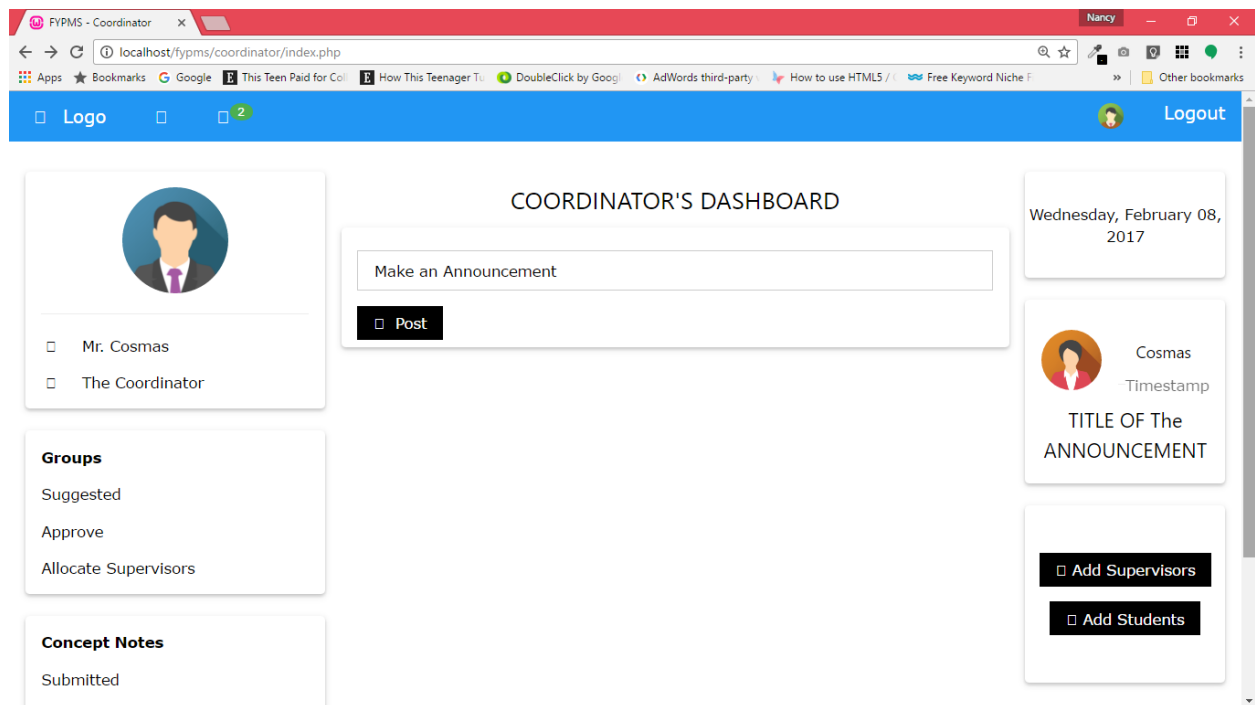 FYPMS - Coordinator
Nancy
localhost/fypms/coordinator/index.php
Apps Bookmarks Google This Teen Paid for Col How This Teenager Tu DoubleClick by Googl AdWords third-party How to use HTML5 / Free Keyword Niche F » Other bookmarks
Logo 2 Logout
Mr. Cosmas
The Coordinator
Groups
Suggested
Approve
Allocate Supervisors
Concept Notes
Submitted
COORDINATOR'S DASHBOARD
Make an Announcement
Post
Wednesday, February 08,
2017
Cosmas
Timestamp
TITLE OF The
ANNOUNCEMENT
Add Supervisors
Add Students